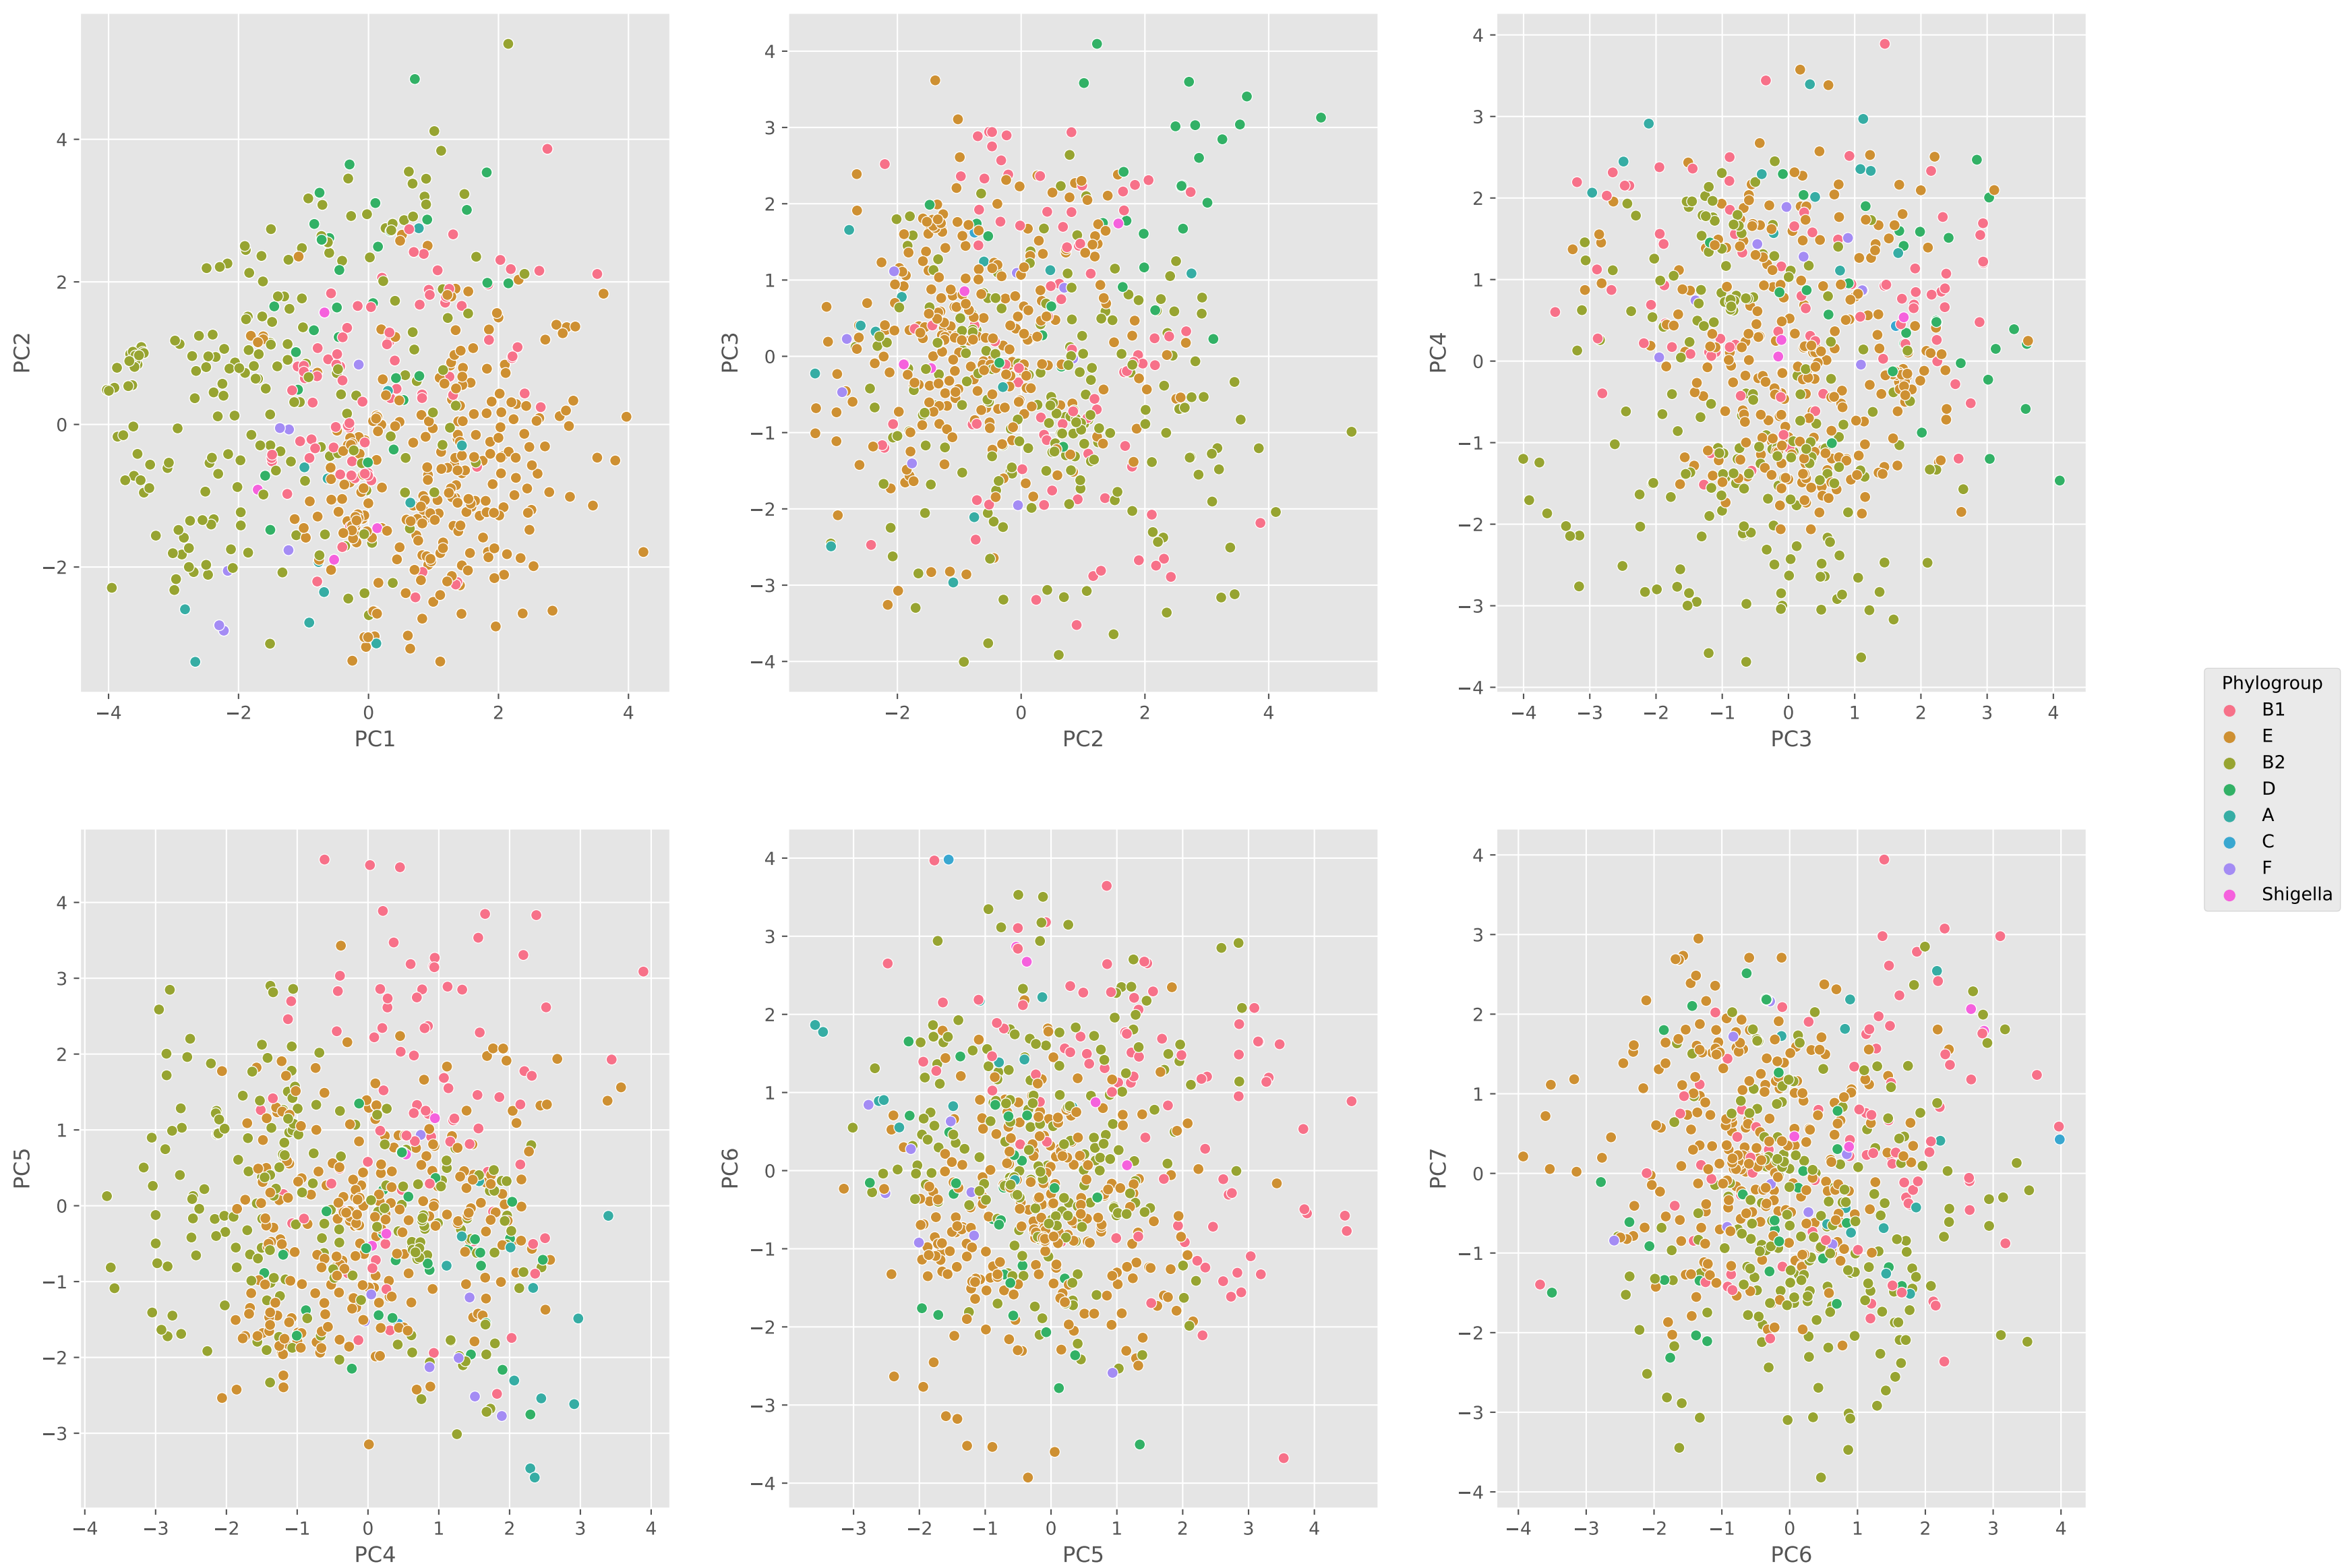 4
2
0
−2
PC2
−4 −2 0 2 4
PC1
4
3
2
1
0
−1
−2
−3
−4
PC3
−2 0 2 4
PC2
4
3
2
1
0
−1
−2
−3
−4
PC4
−4 −3 −2 −1 0 1 2 3 4
PC3
4
3
2
1
0
−1
−2
−3
PC5
−4 −3 −2 −1 0 1 2 3 4
PC4
4
3
2
1
0
−1
−2
−3
−4
PC6
−3 −2 −1 0 1 2 3 4
PC5
4
3
2
1
0
−1
−2
−3
−4
PC7
−4 −3 −2 −1 0 1 2 3 4
PC6
Phylogroup
B1
E
B2
D
A
C
F
Shigella